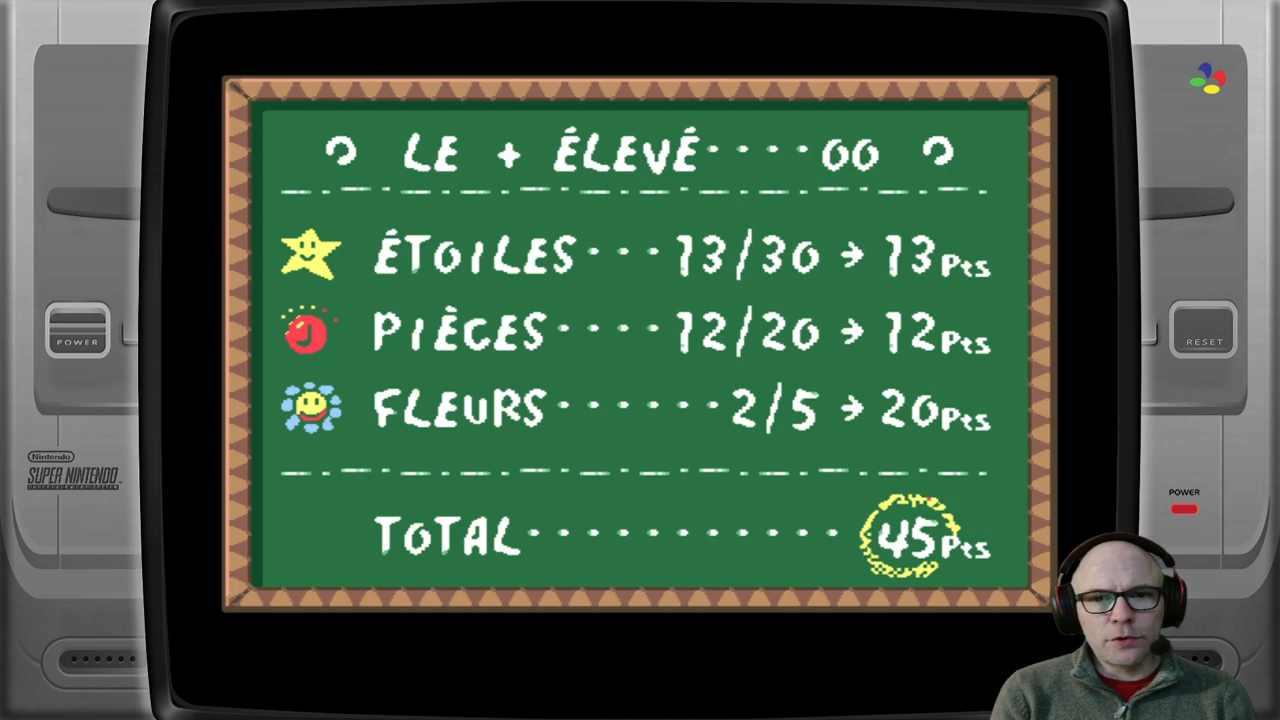 LE + ÉLEVÉ····00
ÉTOILES···13/30→13Pts
PIÈCES····12/20→12Pts
FLEURS······2/5→20Pts
TOTAL···········45Pts
POWER
RESET
Nintendo
SUPER NINTENDO
POWER